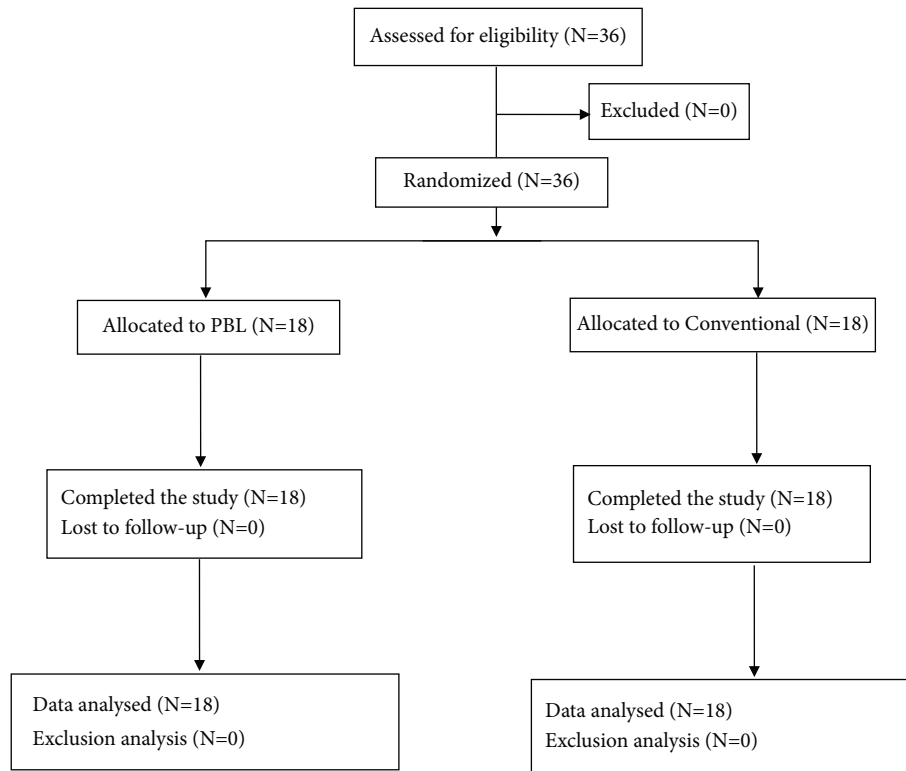 Assessed for eligibility (N=36)
Excluded (N=0)
Randomized (N=36)
Allocated to PBL (N=18)
Allocated to Conventional (N=18)
Completed the study (N=18)
Lost to follow-up (N=0)
Completed the study (N=18)
Lost to follow-up (N=0)
Data analysed (N=18)
Exclusion analysis (N=0)
Data analysed (N=18)
Exclusion analysis (N=0)